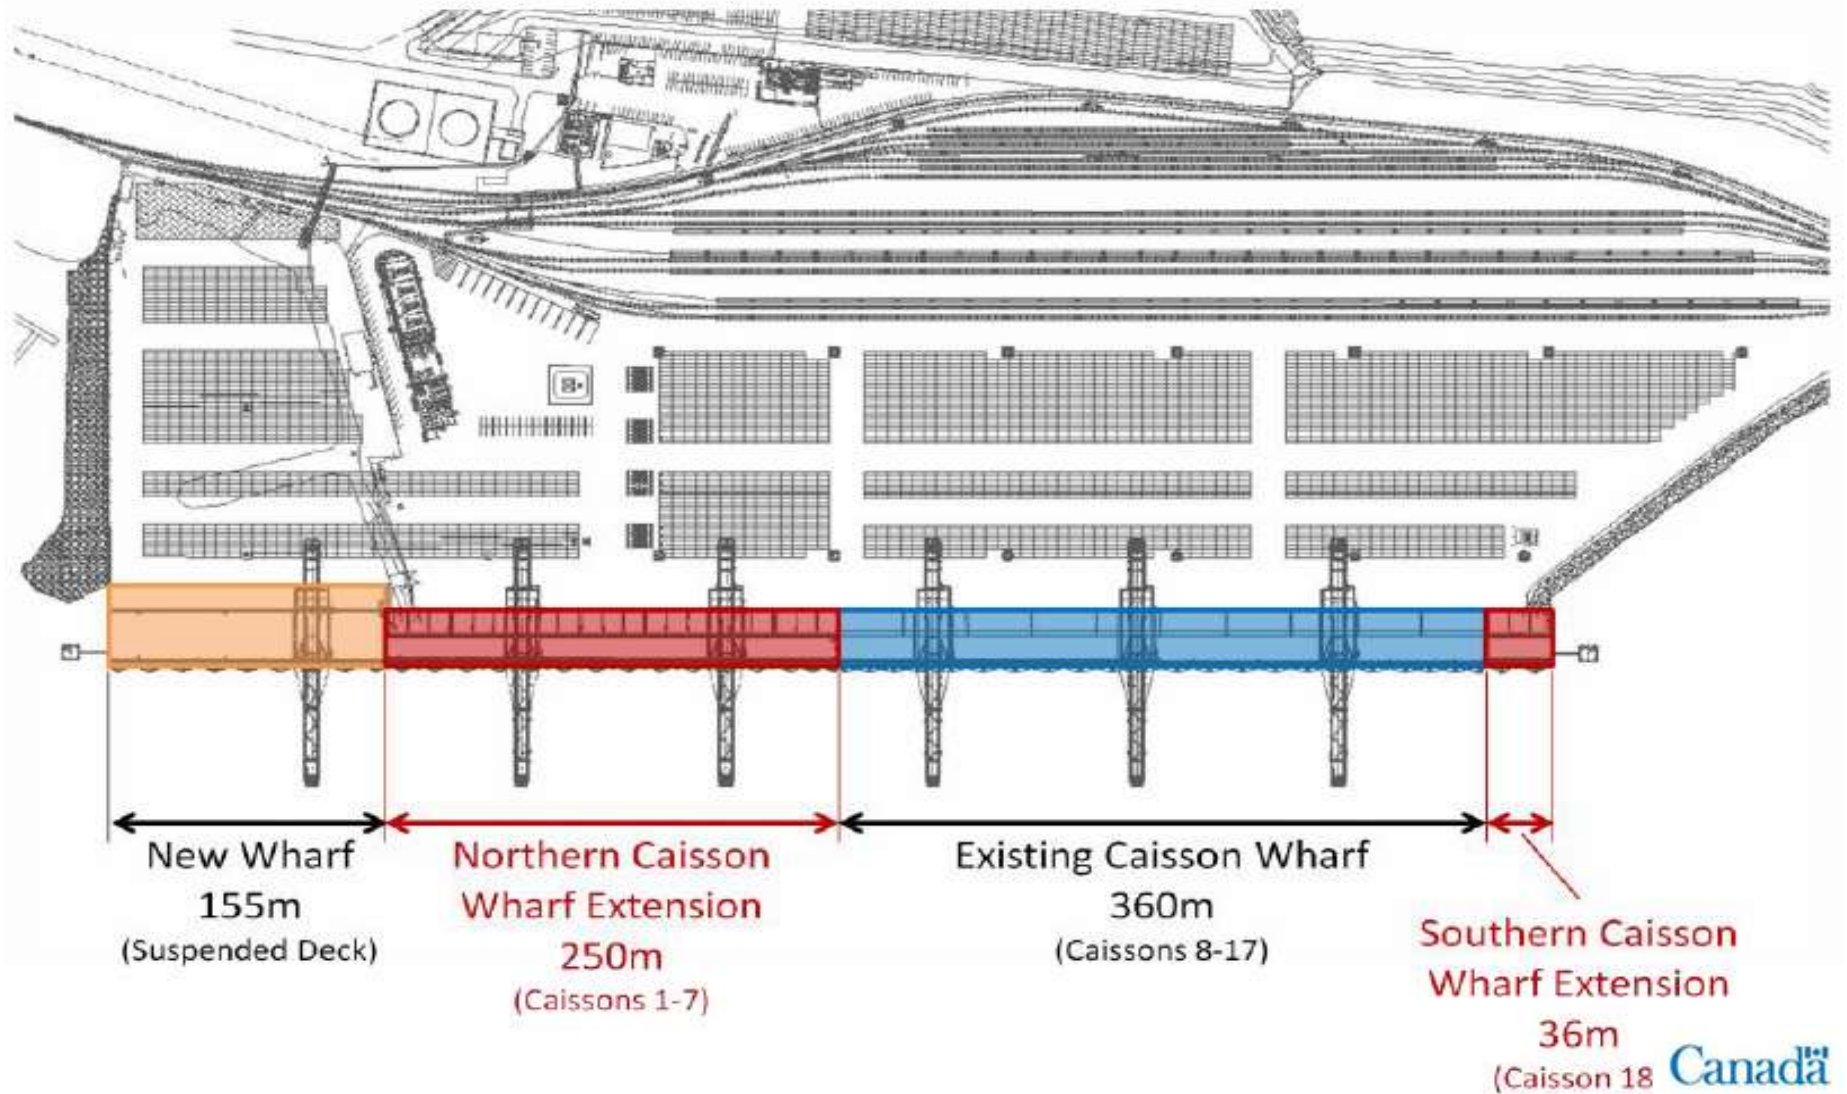 New Wharf
155m
(Suspended Deck)
Northern Caisson
Wharf Extension
250m
(Caissons 1-7)
Existing Caisson Wharf
360m
(Caissons 8-17)
Southern Caisson
Wharf Extension
36m
(Caisson 18
Canada